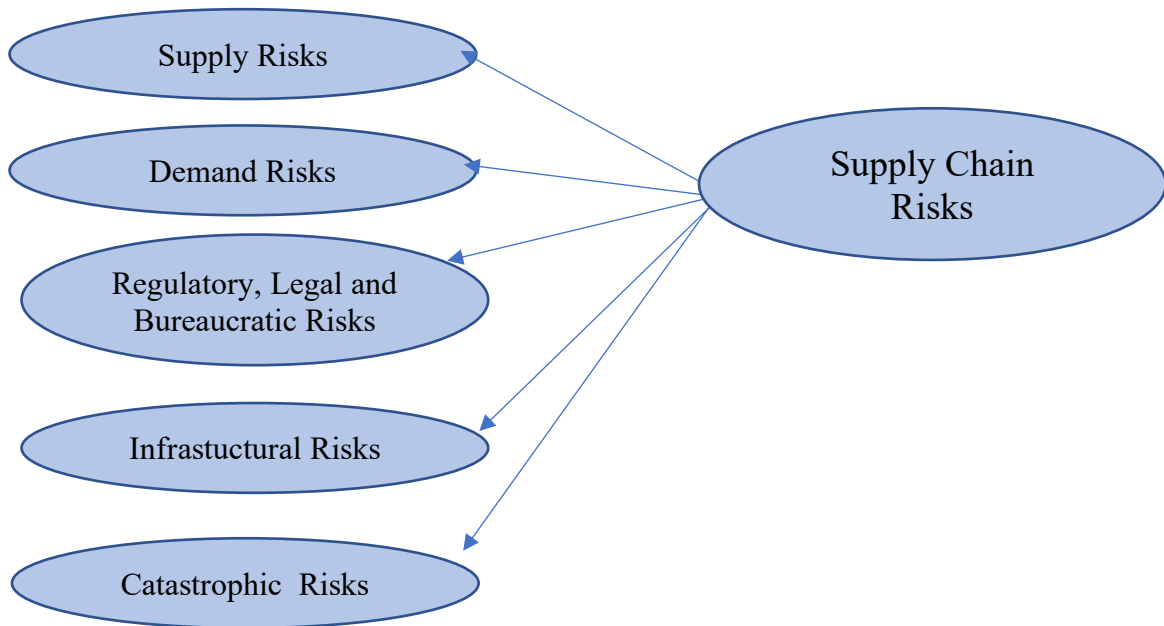 Supply Risks
Demand Risks
Regulatory, Legal and
Bureaucratic Risks
Infrastuctural Risks
Catastrophic  Risks
Supply Chain
Risks